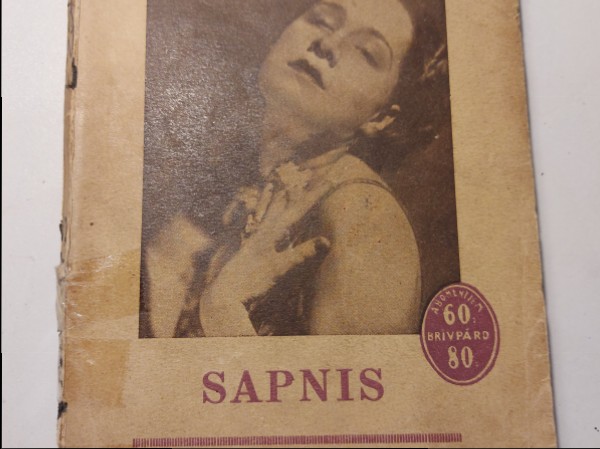 ABONENTIEM
60.
BRĪVPĀRD
80.
SAPNIS